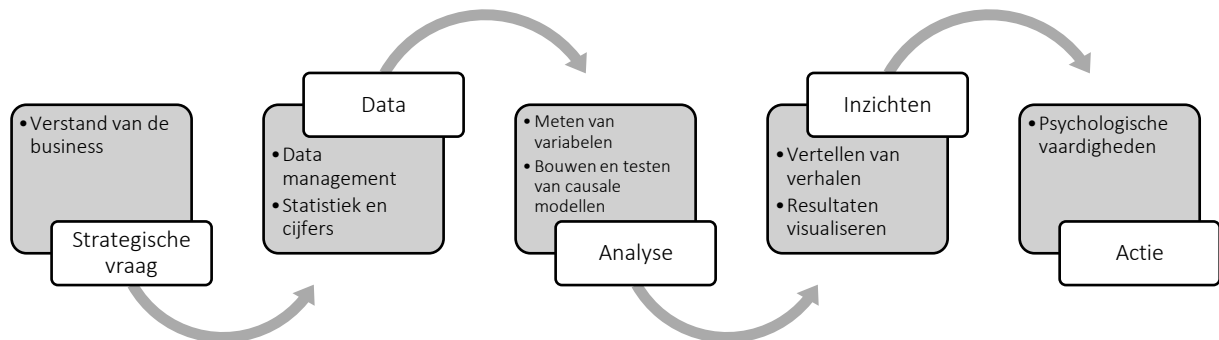 • Verstand van de
business
Strategische
vraag
Data
• Data
management
• Statistiek en
cijfers
• Meten van
variabelen
• Bouwen en testen
van causale
modellen
Analyse
Inzichten
• Vertellen van
verhalen
• Resultaten
visualiseren
• Psychologische
vaardigheden
Actie